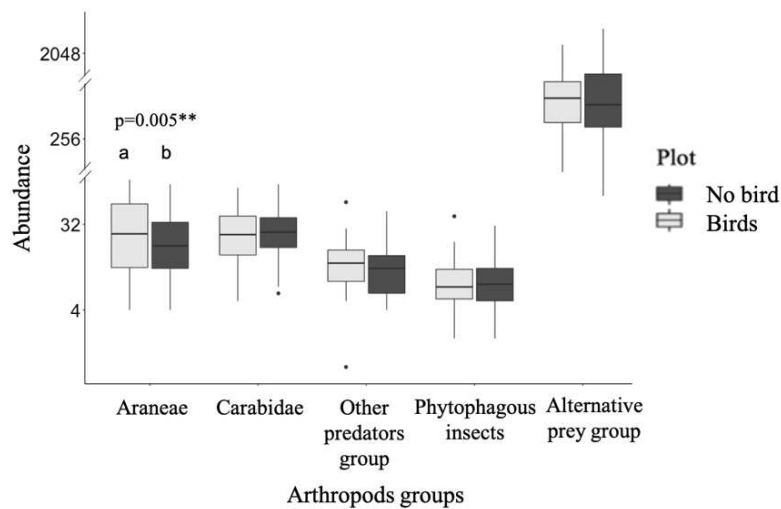 2048
p=0.005**
256
a b
Abundance
32
4
Plot
No bird
Birds
Araneae
Carabidae
Other
predators
group
Phytophagous
insects
Alternative
prey group
Arthropods groups